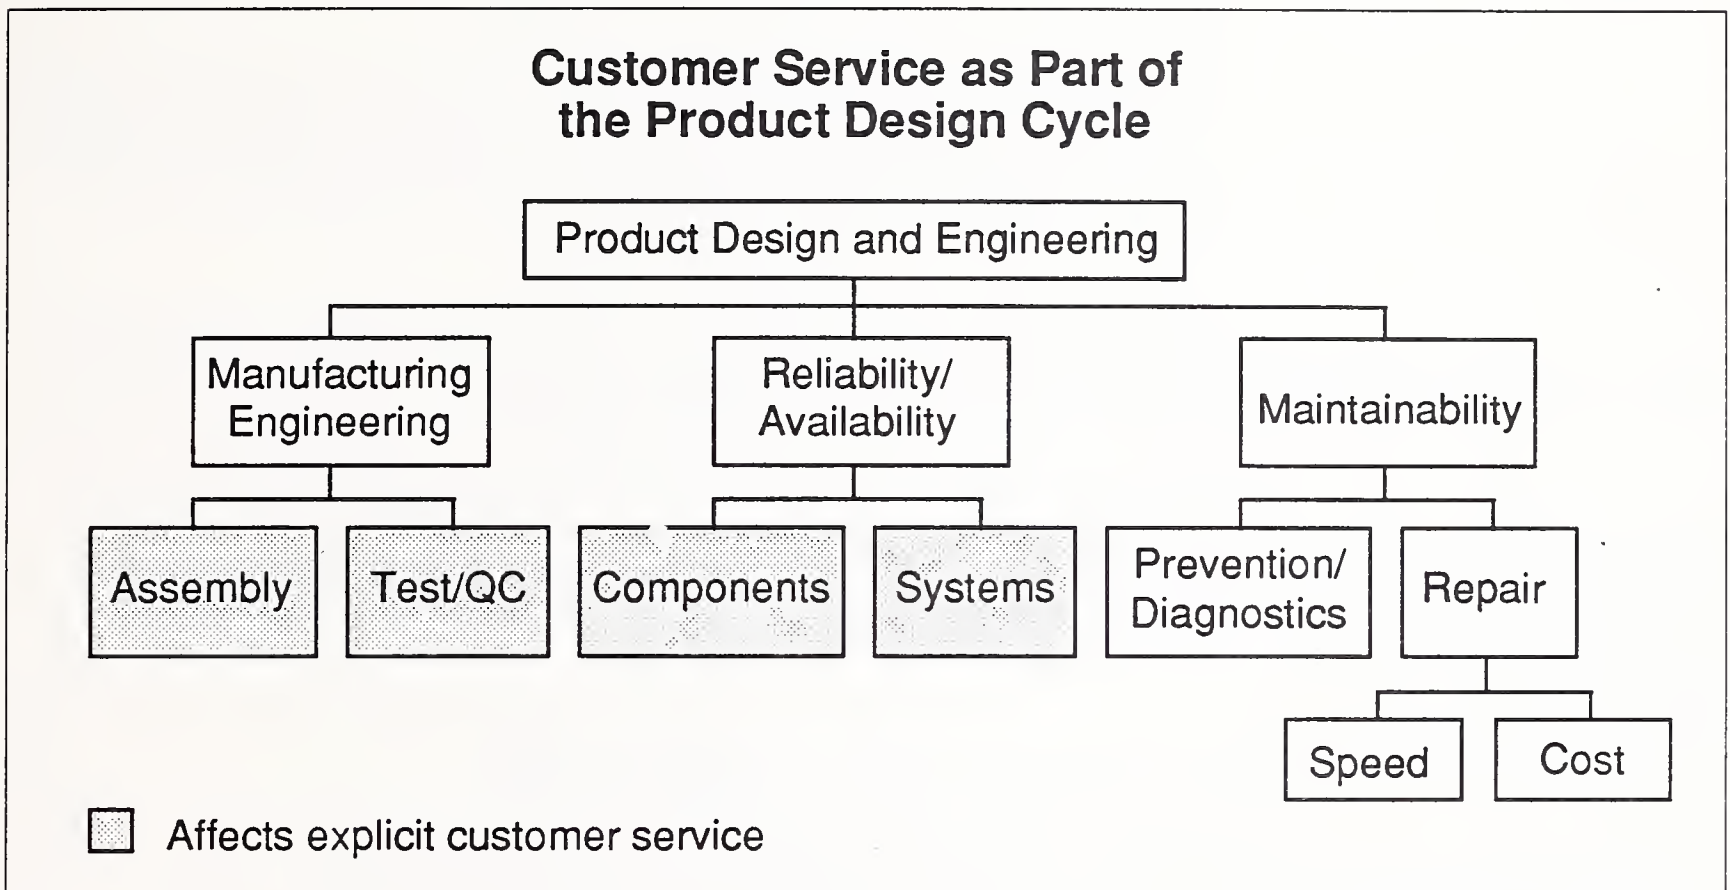 Customer Service as Part of
the Product Design Cycle
Product Design and Engineering
Manufacturing
Engineering
Reliability/
Availability
Maintainability
Assembly
Test/QC
Components
Systems
Prevention/
Diagnostics
Repair
Speed
Cost
Affects explicit customer service